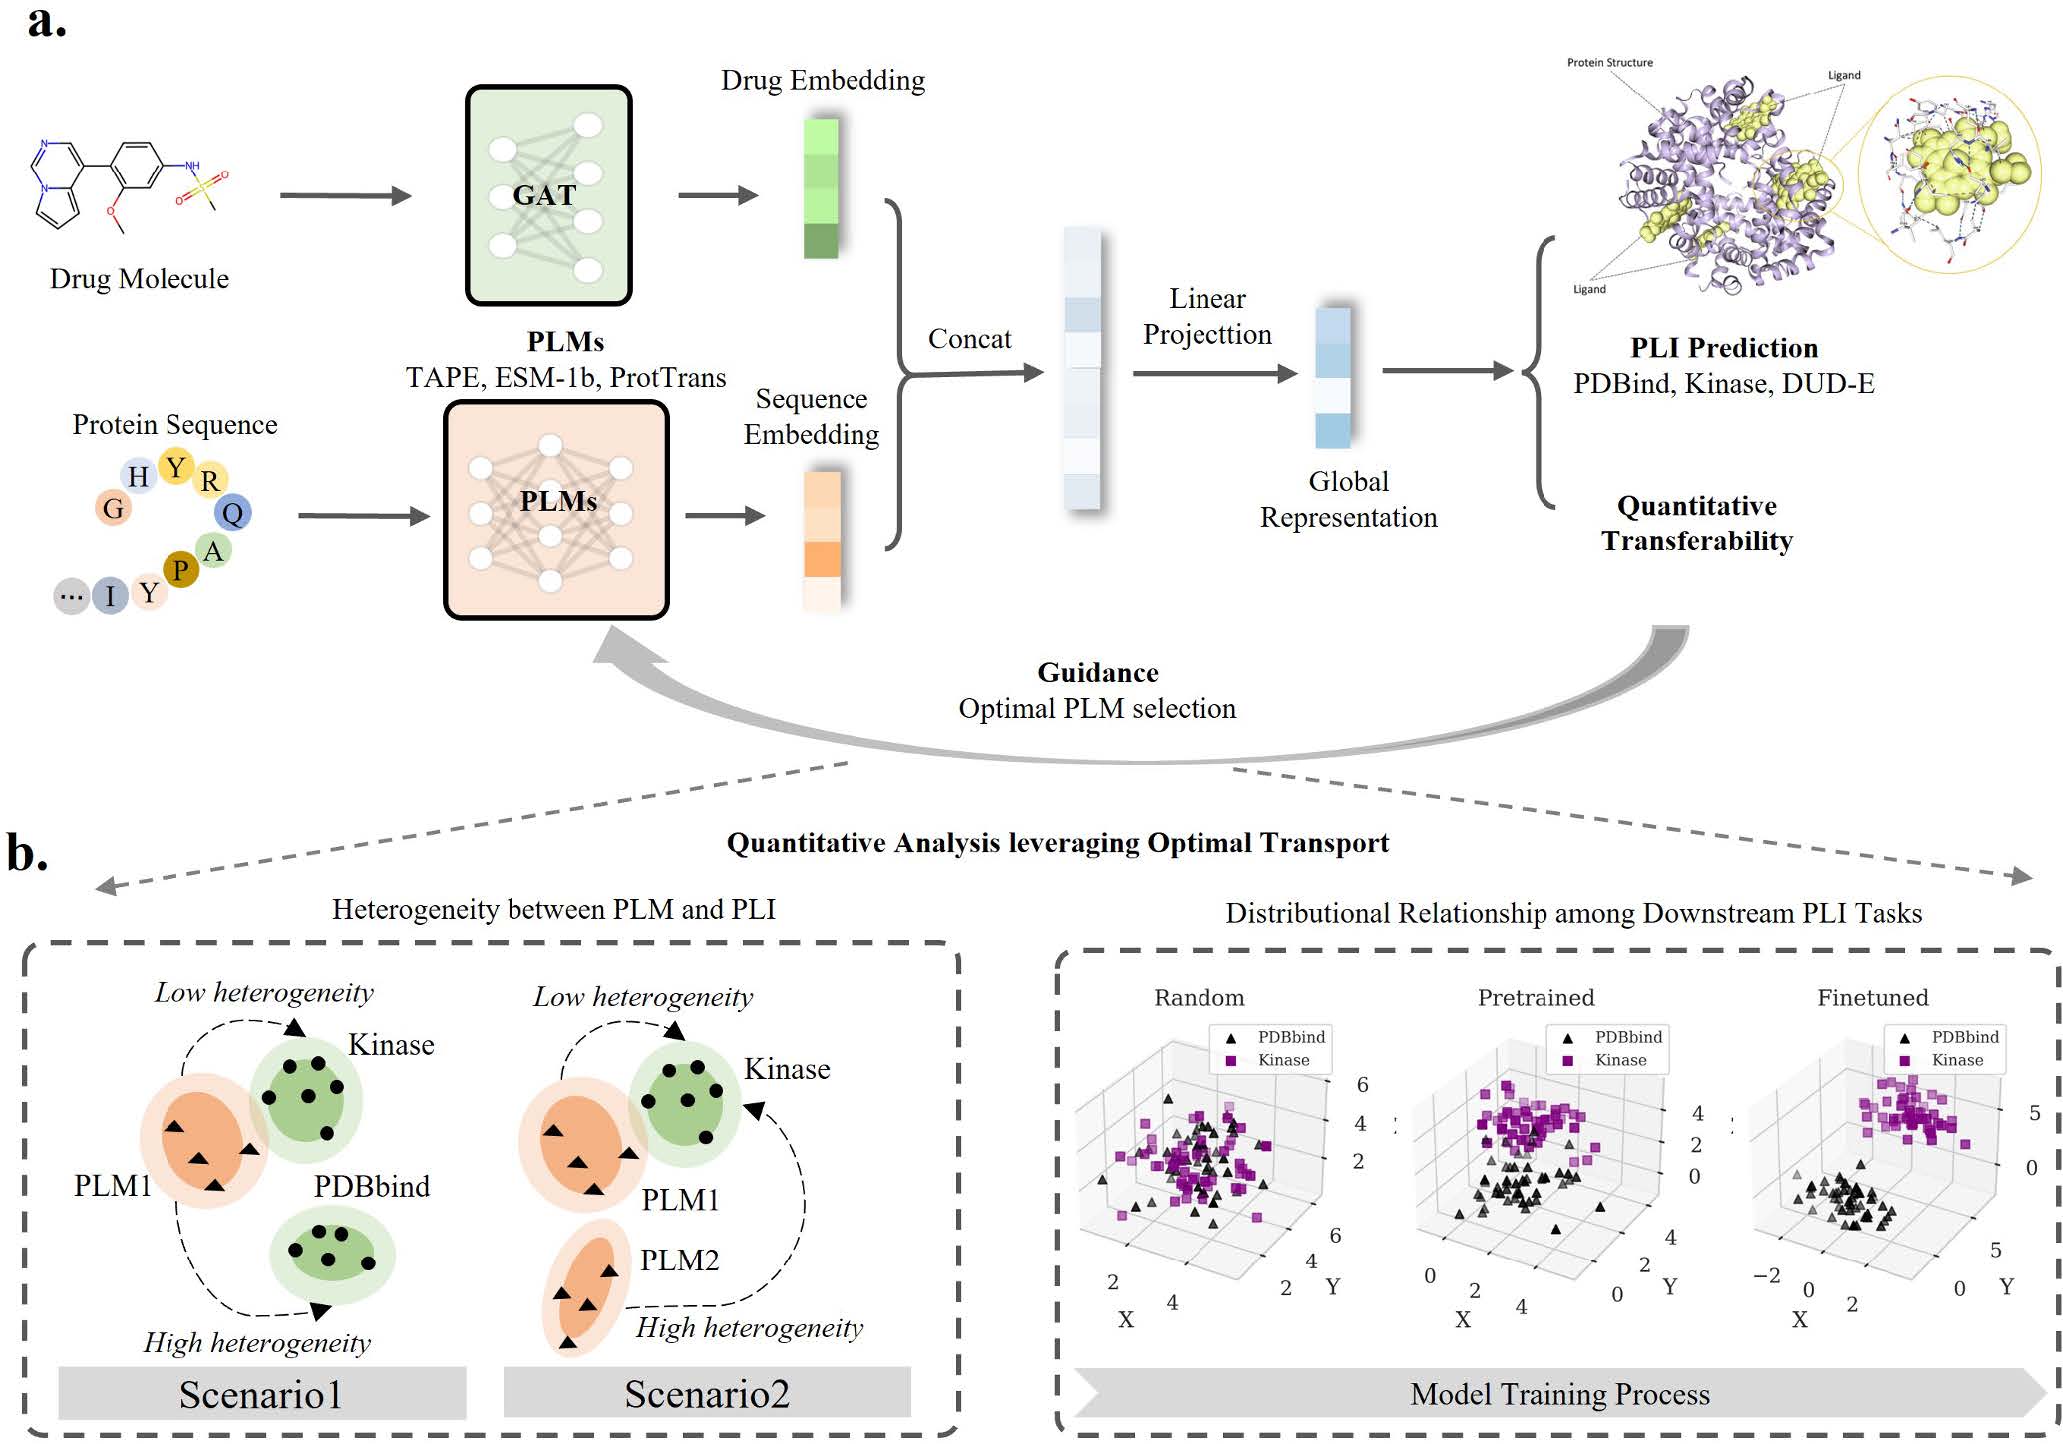 a.
Drug Embedding
Protein Structure
Ligand
N
N
NH
S
O
O
O
GAT
Drug Molecule
Ligand
PLMs
TAPE, ESM-1b, ProtTrans
Concat
Linear
Projecttion
PLI Prediction
PDBind, Kinase, DUD-E
Protein Sequence
Sequence
Embedding
H
Y
R
G
Q
A
P
Y
I
...
PLMs
Global
Representation
Quantitative
Transferability
Guidance
Optimal PLM selection
b.
Quantitative Analysis leveraging Optimal Transport
Heterogeneity between PLM and PLI
Low heterogeneity
Kinase
PLM1
PDBbind
High heterogeneity
Scenario1
Low heterogeneity
Kinase
PLM1
PLM2
High heterogeneity
Scenario2
Distributional Relationship among Downstream PLI Tasks
Random
PDBbind
Kinase
6
4
2
6
4
2
Y
2
4
X
Pretrained
PDBbind
Kinase
4
2
0
4
2
0
Y
0
2
4
X
Finetuned
PDBbind
Kinase
5
0
5
0
Y
−2
0
2
X
Model Training Process